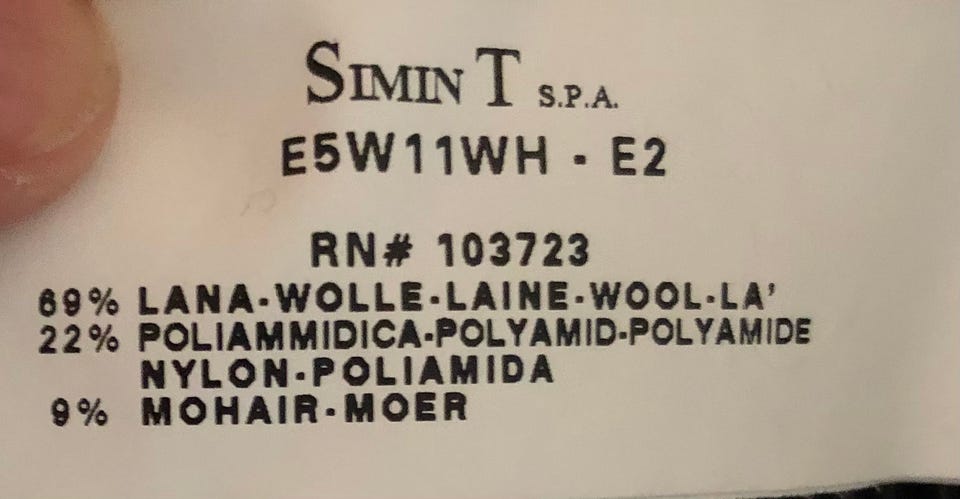 SIMINT S.P.A.
E5W11WH - E2
RN# 103723
69% LANA-WOLLE-LAINE-WOOL-LA'
22% POLIAMMIDICA-POLYAMID-POLYAMIDE
NYLON-POLIAMIDA
9% MOHAIR-MOER